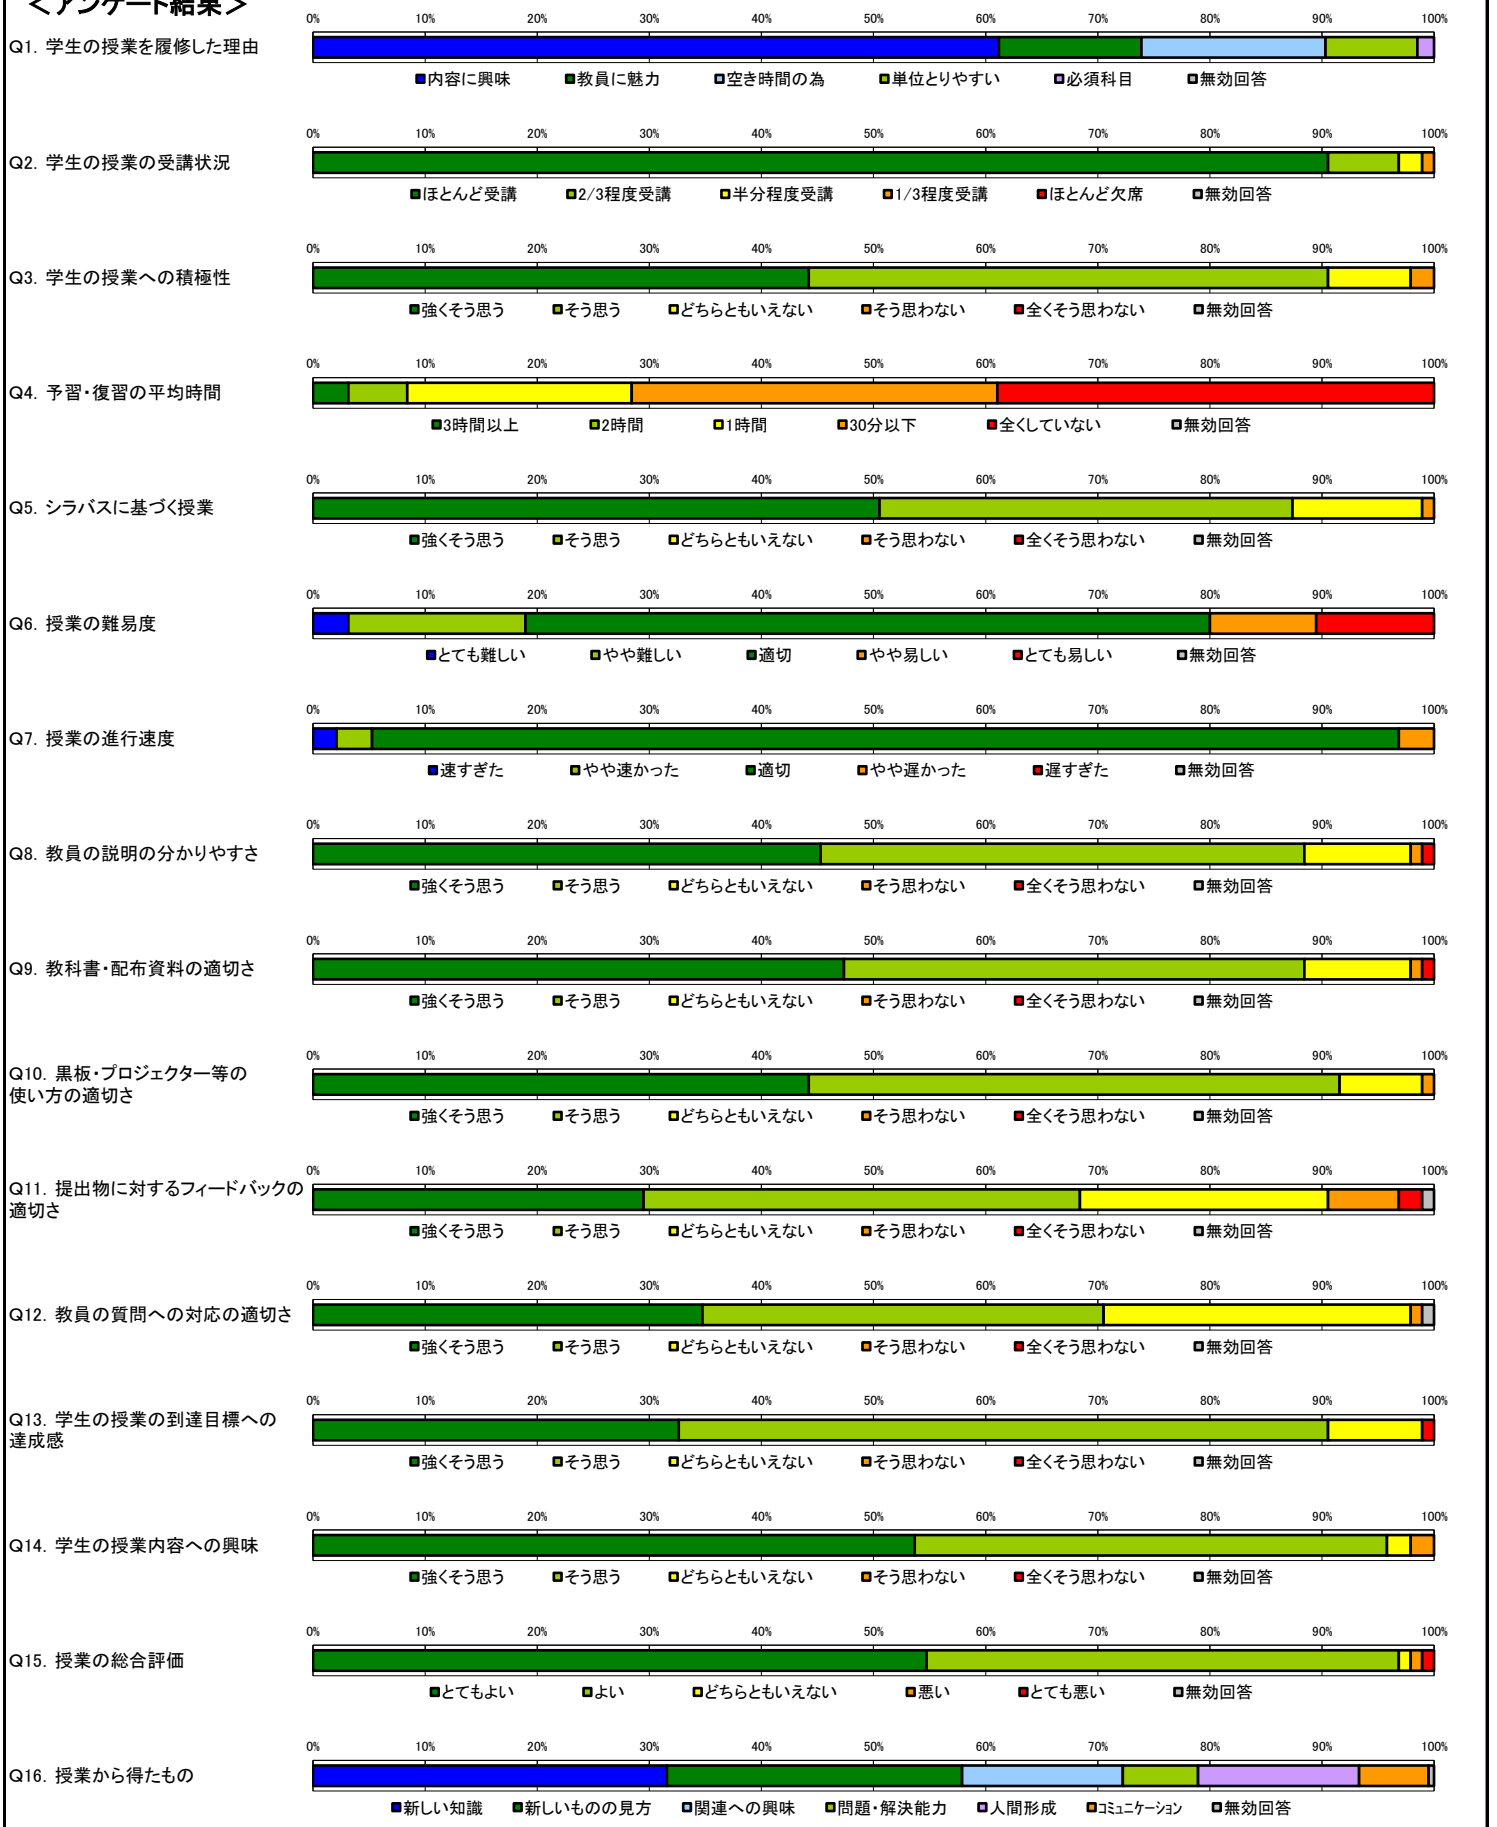 ＜アンケート結果＞
0% 10% 20% 30% 40% 50% 60% 70% 80% 90% 100%
Q1. 学生の授業を履修した理由
内容に興味 教員に魅力 空き時間の為 単位とりやすい 必須科目 無効回答
0% 10% 20% 30% 40% 50% 60% 70% 80% 90% 100%
Q2. 学生の授業の受講状況
ほとんど受講 2/3程度受講 半分程度受講 1/3程度受講 ほとんど欠席 無効回答
0% 10% 20% 30% 40% 50% 60% 70% 80% 90% 100%
Q3. 学生の授業への積極性
強くそう思う そう思う どちらともいえない そう思わない 全くそう思わない 無効回答
0% 10% 20% 30% 40% 50% 60% 70% 80% 90% 100%
Q4. 予習・復習の平均時間
3時間以上 2時間 1時間 30分以下 全くしていない 無効回答
0% 10% 20% 30% 40% 50% 60% 70% 80% 90% 100%
Q5. シラバスに基づく授業
強くそう思う そう思う どちらともいえない そう思わない 全くそう思わない 無効回答
0% 10% 20% 30% 40% 50% 60% 70% 80% 90% 100%
Q6. 授業の難易度
とても難しい やや難しい 適切 やや易しい とても易しい 無効回答
0% 10% 20% 30% 40% 50% 60% 70% 80% 90% 100%
Q7. 授業の進行速度
速すぎた やや速かった 適切 やや遅かった 遅すぎた 無効回答
0% 10% 20% 30% 40% 50% 60% 70% 80% 90% 100%
Q8. 教員の説明の分かりやすさ
強くそう思う そう思う どちらともいえない そう思わない 全くそう思わない 無効回答
0% 10% 20% 30% 40% 50% 60% 70% 80% 90% 100%
Q9. 教科書・配布資料の適切さ
強くそう思う そう思う どちらともいえない そう思わない 全くそう思わない 無効回答
0% 10% 20% 30% 40% 50% 60% 70% 80% 90% 100%
Q10. 黒板・プロジェクター等の
使い方の適切さ
強くそう思う そう思う どちらともいえない そう思わない 全くそう思わない 無効回答
0% 10% 20% 30% 40% 50% 60% 70% 80% 90% 100%
Q11. 提出物に対するフィードバックの
適切さ
強くそう思う そう思う どちらともいえない そう思わない 全くそう思わない 無効回答
0% 10% 20% 30% 40% 50% 60% 70% 80% 90% 100%
Q12. 教員の質問への対応の適切さ
強くそう思う そう思う どちらともいえない そう思わない 全くそう思わない 無効回答
0% 10% 20% 30% 40% 50% 60% 70% 80% 90% 100%
Q13. 学生の授業の到達目標への
達成感
強くそう思う そう思う どちらともいえない そう思わない 全くそう思わない 無効回答
0% 10% 20% 30% 40% 50% 60% 70% 80% 90% 100%
Q14. 学生の授業内容への興味
強くそう思う そう思う どちらともいえない そう思わない 全くそう思わない 無効回答
0% 10% 20% 30% 40% 50% 60% 70% 80% 90% 100%
Q15. 授業の総合評価
とてもよい よい どちらともいえない 悪い とても悪い 無効回答
0% 10% 20% 30% 40% 50% 60% 70% 80% 90% 100%
Q16. 授業から得たもの
新しい知識 新しいものの見方 関連への興味 問題・解決能力 人間形成 ｺﾐｭﾆｹｰｼｮﾝ 無効回答